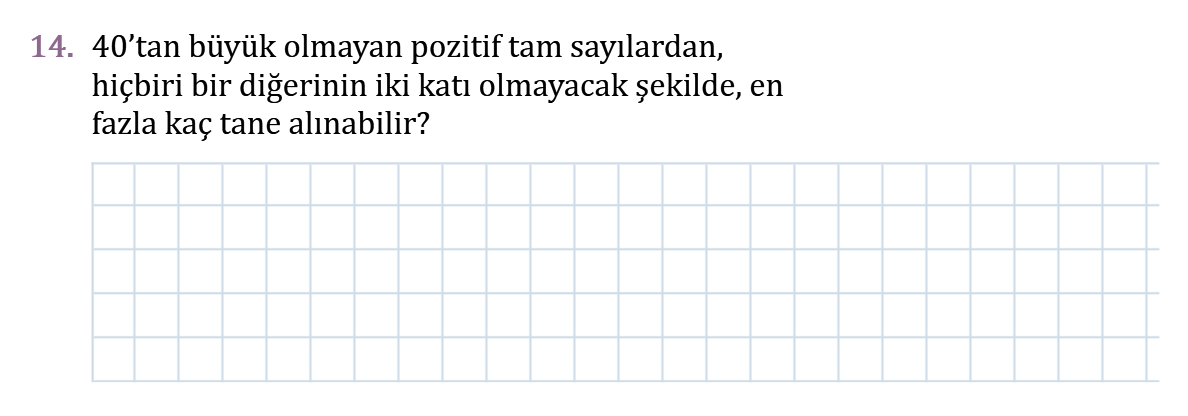 14. 40’tan büyük olmayan pozitif tam sayılardan,
hiçbiri bir diğerinin iki katı olmayacak şekilde, en
fazla kaç tane alınabilir?